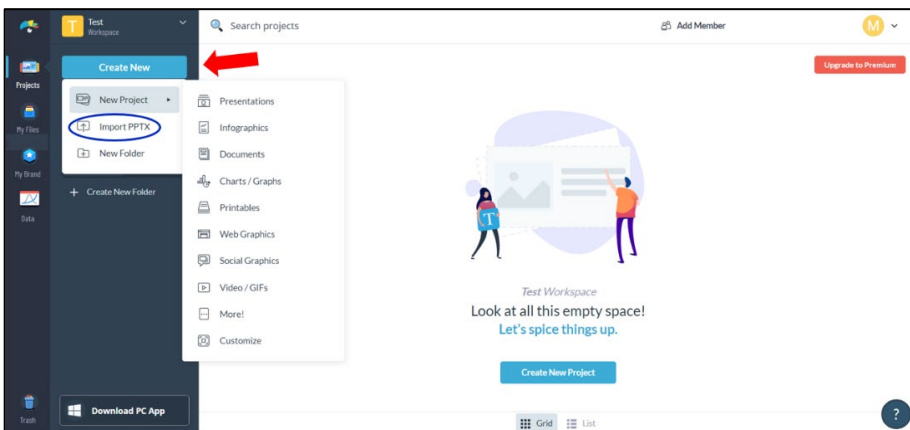 T
Test
Workspace
Search projects
Add Member
M
Create New
Upgrade to Premium
Projects
My Files
My Brand
Data
Trash
New Project
Import PPTX
New Folder
+ Create New Folder
Presentations
Infographics
Documents
Charts / Graphs
Printables
Web Graphics
Social Graphics
Video / GIFs
More!
Customize
T
Test Workspace
Look at all this empty space!
Let's spice things up.
Create New Project
Download PC App
Grid
List
?